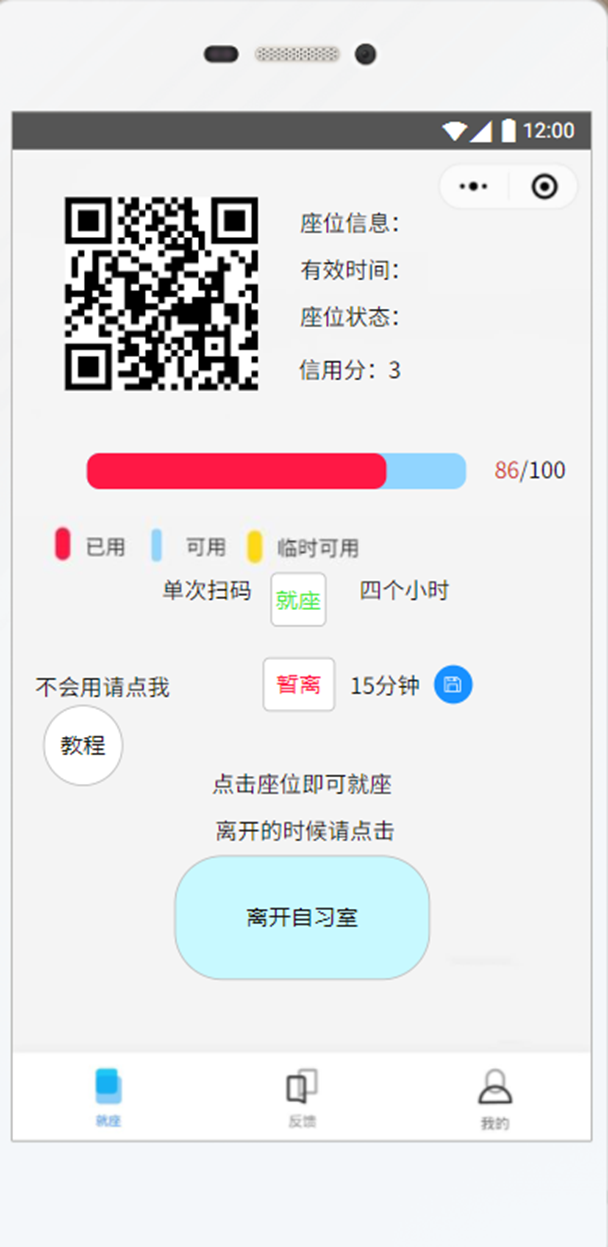 12:00
座位信息：
有效时间：
座位状态：
信用分：3
86/100
已用 可用 临时可用
单次扫码 就座 四个小时
不会用请点我 暂离 15分钟
教程
点击座位即可就座
离开的时候请点击
离开自习室
就座 反馈 我的